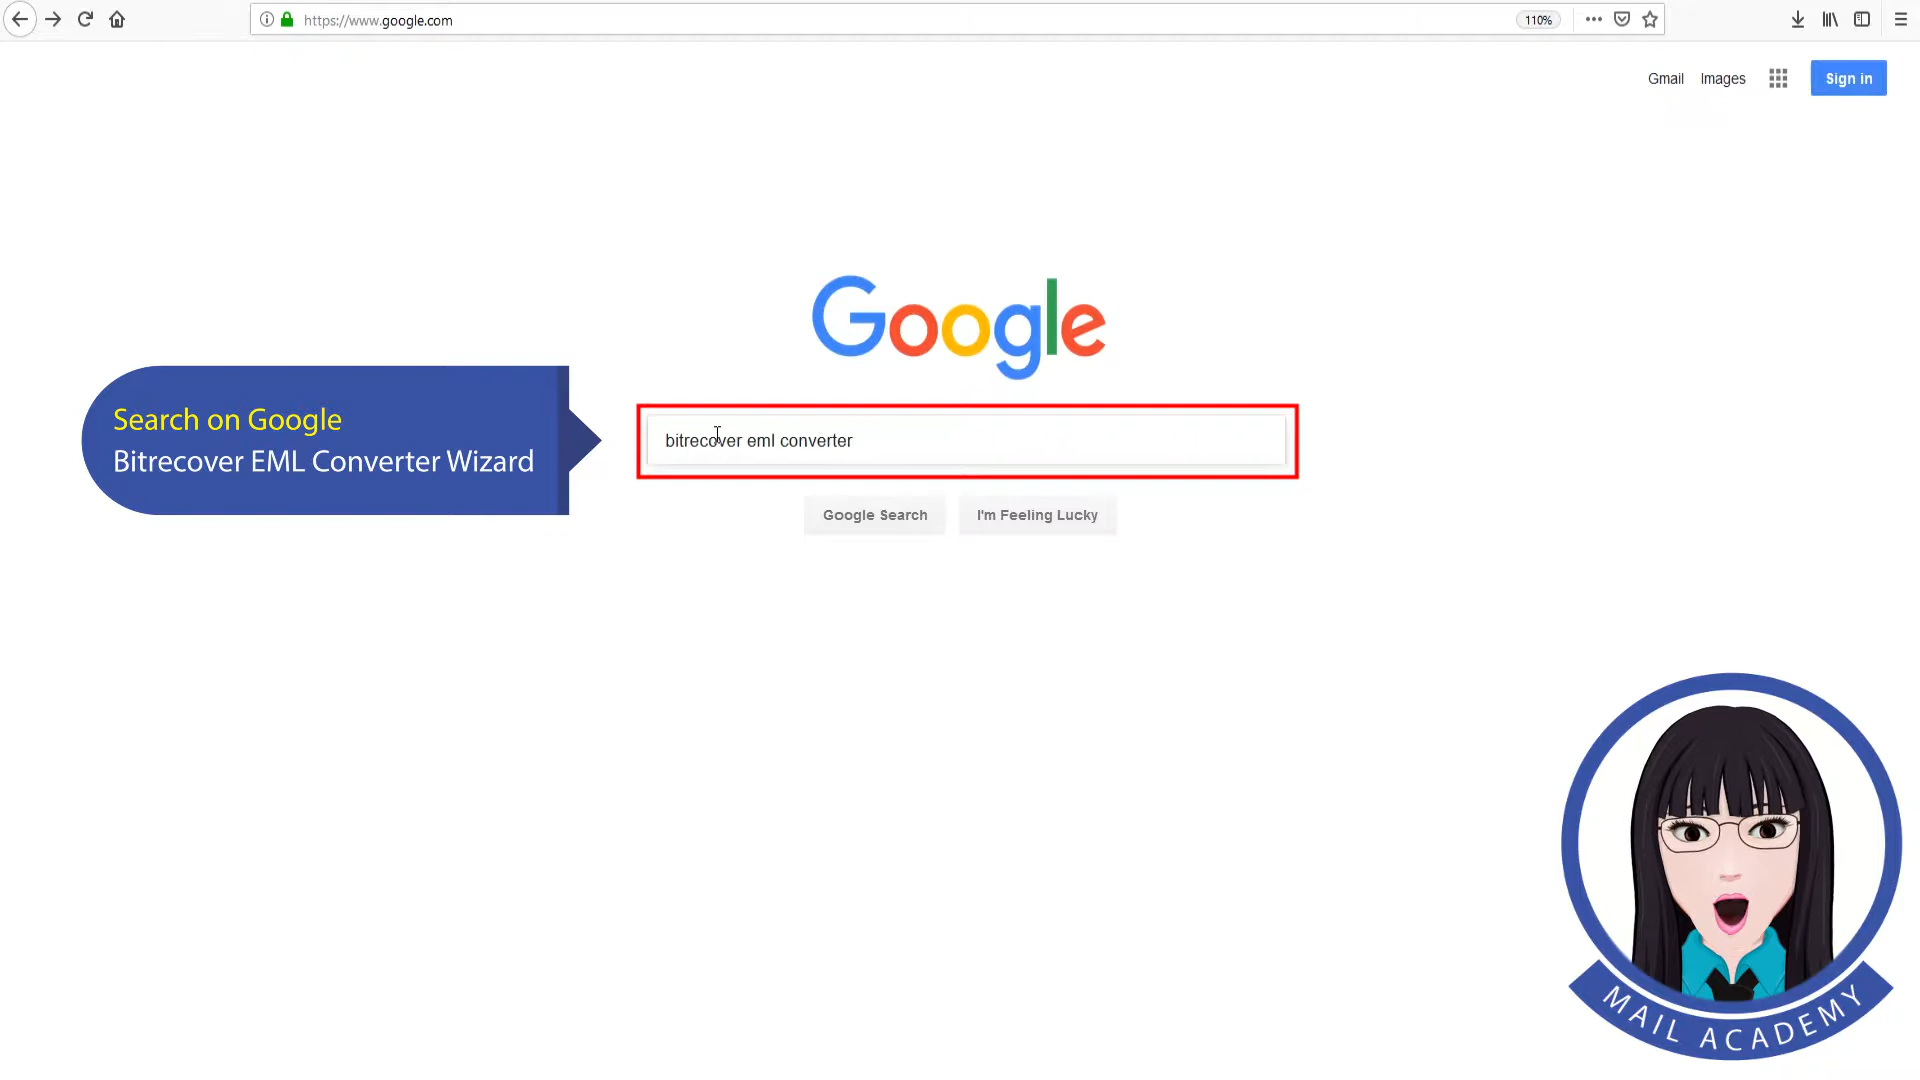 https://www.google.com
110%
Gmail Images
Sign in
Google
Search on Google
Bitrecover EML Converter Wizard
bitrecover eml converter
Google Search
I'm Feeling Lucky
MAIL ACADEMY